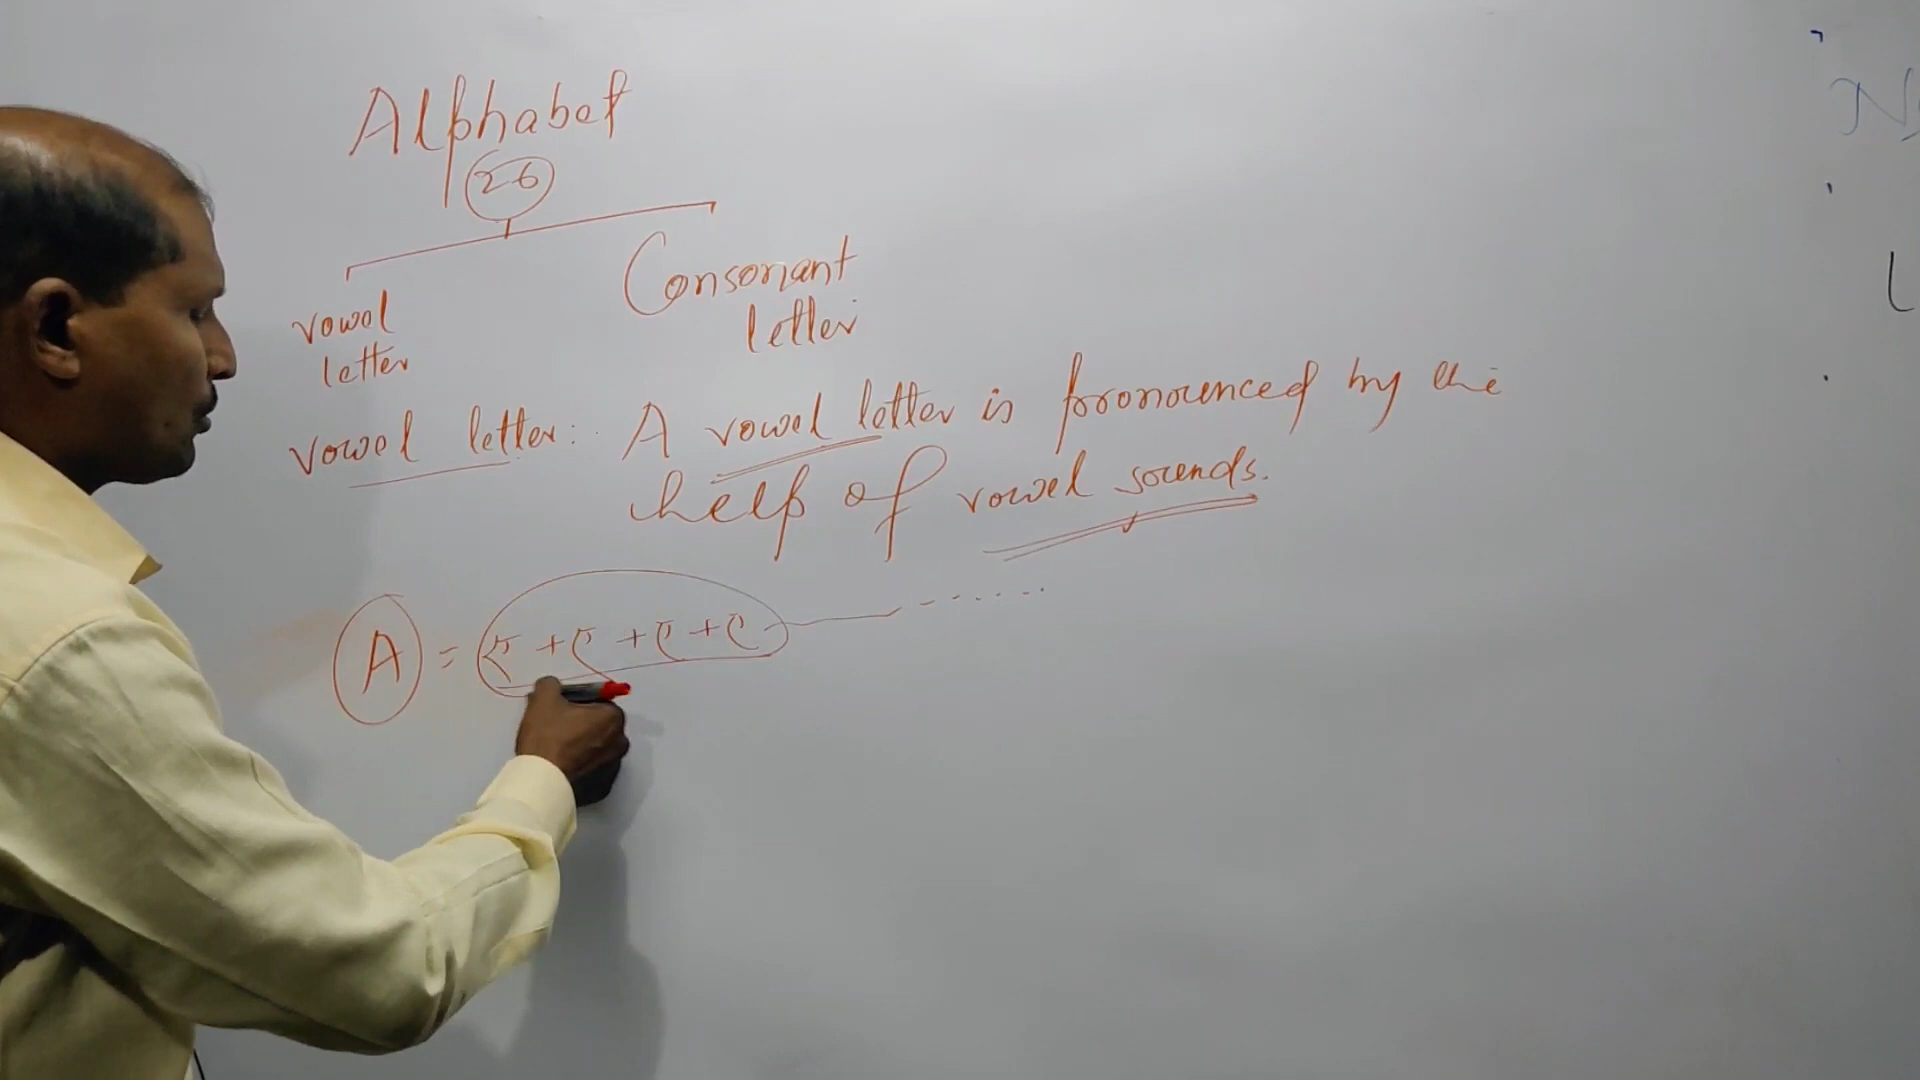 Alphabet
26
vowel letter
Consonant letter
vowel letter: A vowel letter is pronounced by the
help of vowel sounds.
A = ए + ए + ए + ए
N
L